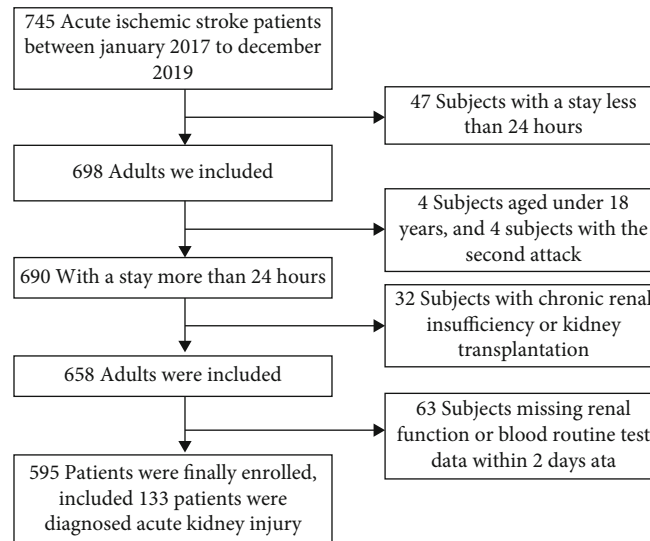 745 Acute ischemic stroke patients
between january 2017 to december
2019
47 Subjects with a stay less
than 24 hours
698 Adults we included
4 Subjects aged under 18
years, and 4 subjects with the
second attack
690 With a stay more than 24 hours
32 Subjects with chronic renal
insufficiency or kidney
transplantation
658 Adults were included
63 Subjects missing renal
function or blood routine test
data within 2 days ata
595 Patients were finally enrolled,
included 133 patients were
diagnosed acute kidney injury